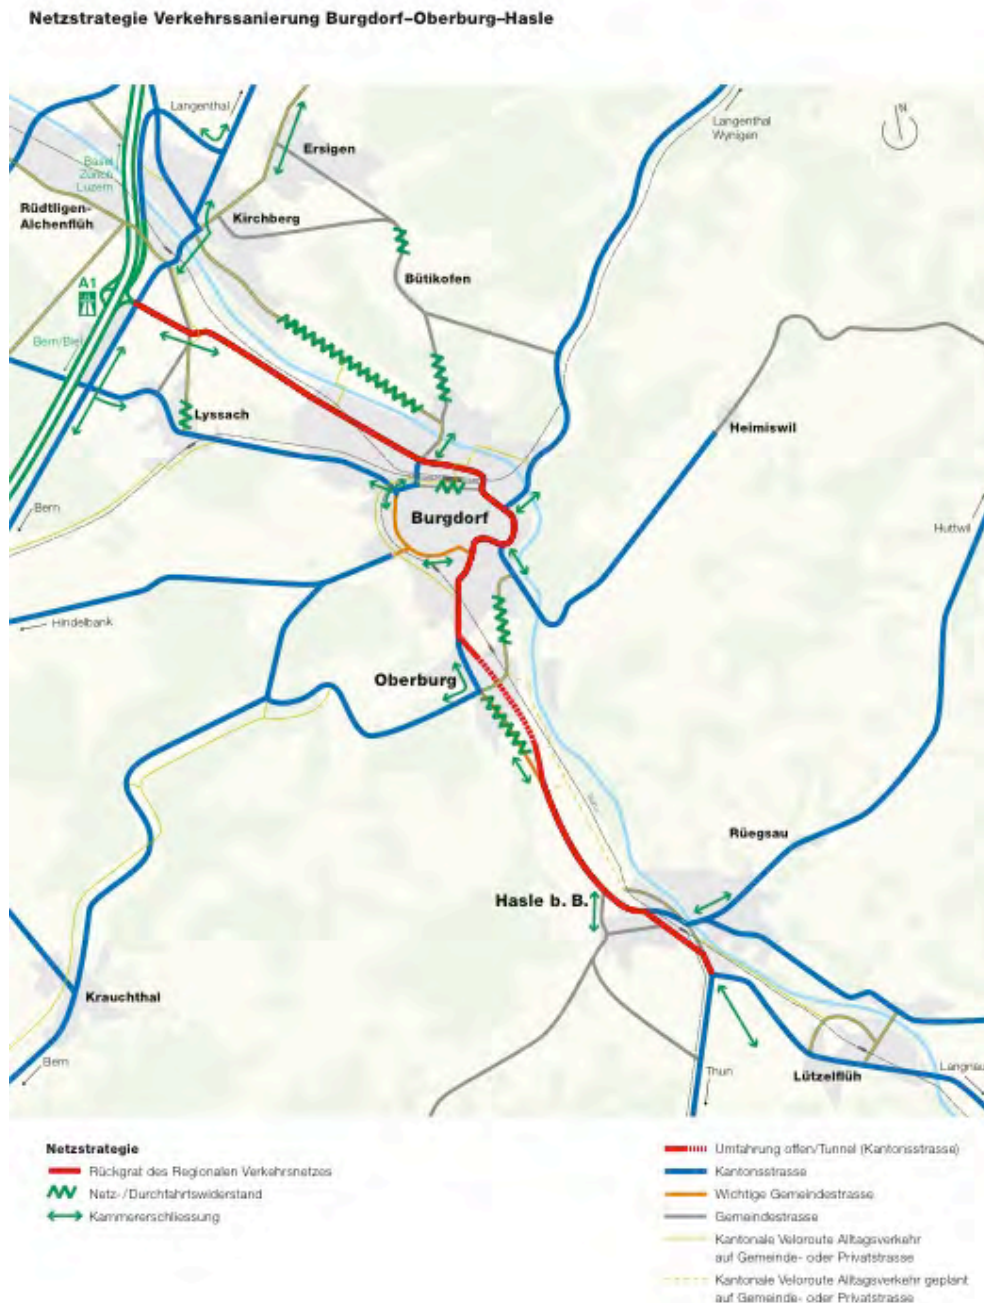 Netzstrategie Verkehrssanierung Burgdorf–Oberburg–Hasle
Langenthal
Langenthal
Wynigen
N
Ersigen
Basel
Zürich
Luzern
Rüdtligen-
Alchenflüh
Kirchberg
Bütikofen
A1
Bern/Biel
Lyssach
Heimiswil
Bern
Burgdorf
Huttwil
Hindelbank
Oberburg
Rüegsau
Hasle b. B.
Krauchthal
Bern
Thun
Lützelflüh
Langnau
Netzstrategie
Rückgrat des Regionalen Verkehrsnetzes
Netz-/Durchfahrtswiderstand
Kammererschliessung
Umfahrung offen/Tunnel (Kantonsstrasse)
Kantonsstrasse
Wichtige Gemeindestrasse
Gemeindestrasse
Kantonale Veloroute Alltagsverkehr
auf Gemeinde- oder Privatstrasse
Kantonale Veloroute Alltagsverkehr geplant
auf Gemeinde- oder Privatstrasse